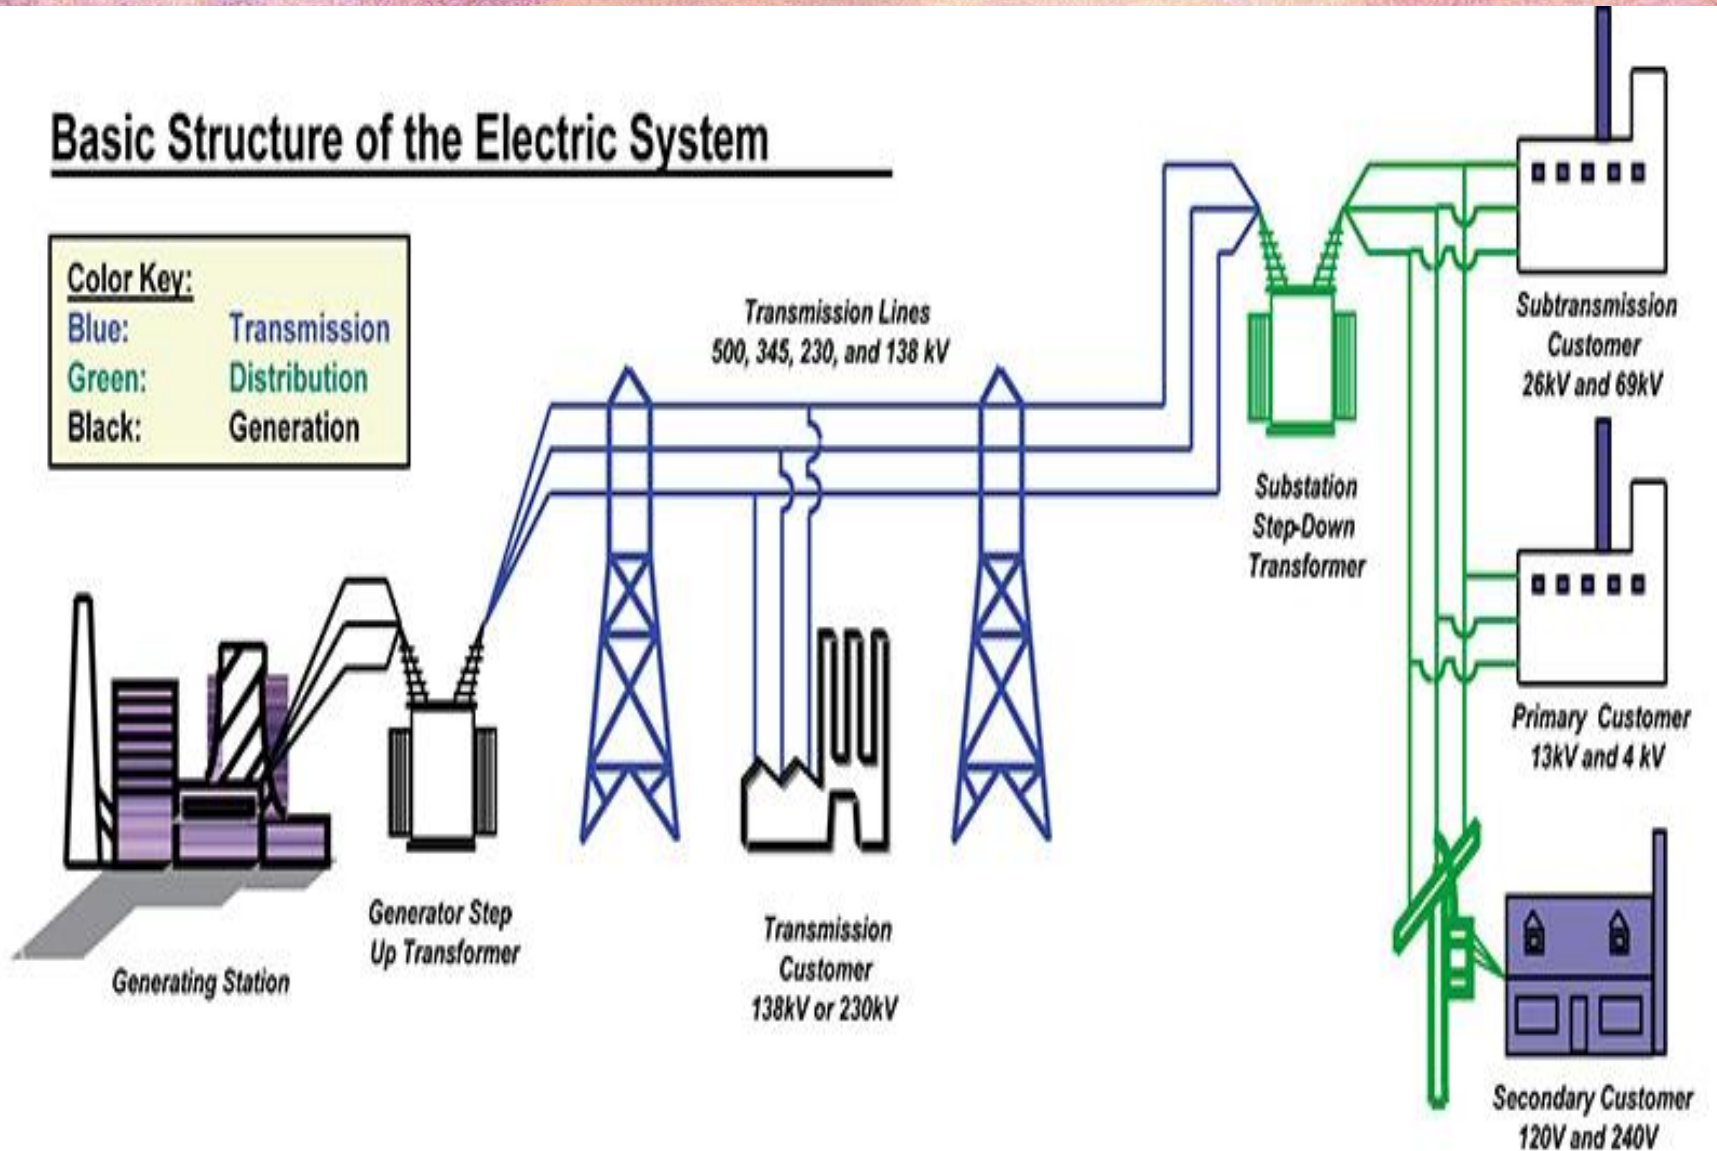 Basic Structure of the Electric System
Color Key:
Blue: Transmission
Green: Distribution
Black: Generation
Transmission Lines
500, 345, 230, and 138 kV
Subtransmission
Customer
26kV and 69kV
Substation
Step-Down
Transformer
Primary Customer
13kV and 4 kV
Generating Station
Generator Step
Up Transformer
Transmission
Customer
138kV or 230kV
Secondary Customer
120V and 240V